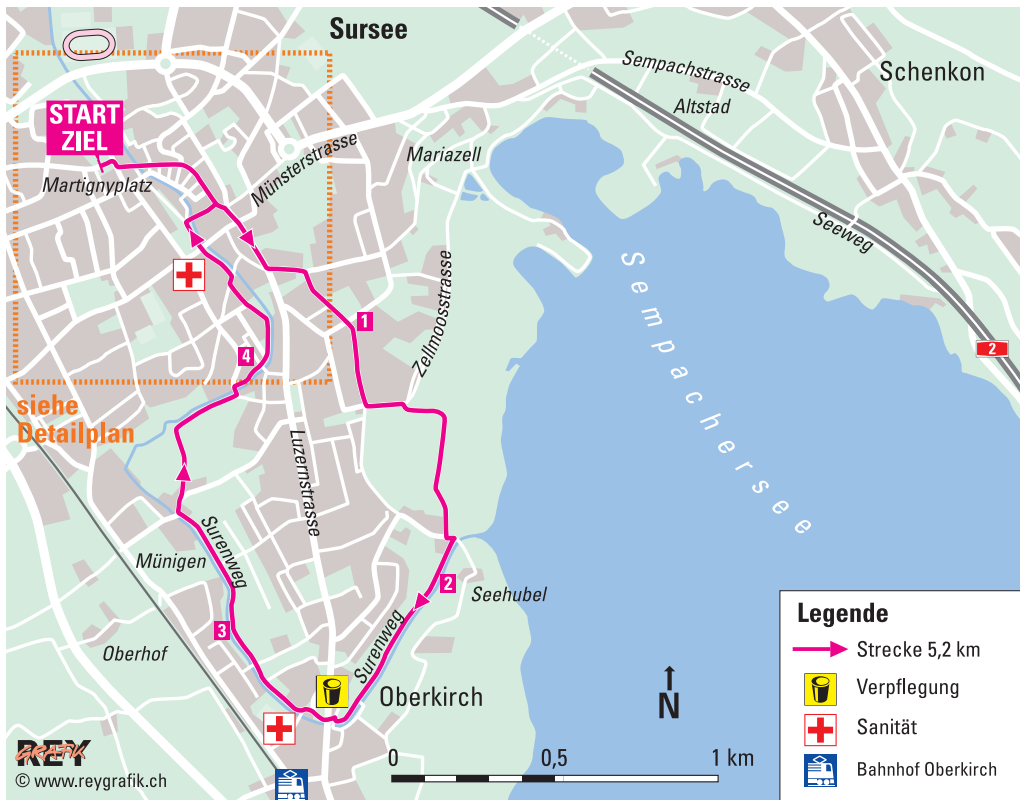 Sursee
Schenkon
Sempachstrasse
Altstad
START
ZIEL
Martignyplatz
Münsterstrasse
Mariazell
Seeweg
Sempachersee
1
Zellmoosstrasse
2
4
siehe
Detailplan
Luzernstrasse
Surenweg
Münigen
2
Seehubel
3
Surenweg
Oberhof
Oberkirch
N
0 0,5 1 km
Legende
Strecke 5,2 km
Verpflegung
Sanität
Bahnhof Oberkirch
REY
GRAFIK
© www.reygrafik.ch